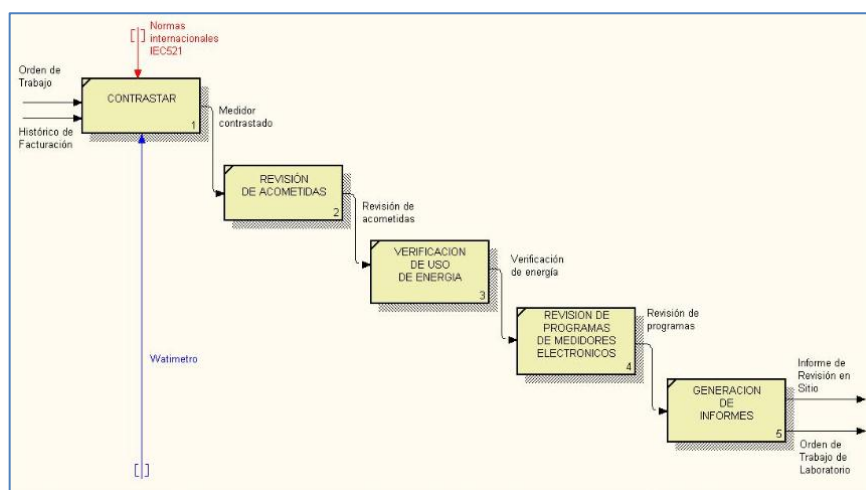 Normas
internacionales
IEC521
Orden de
Trabajo
Histórico de
Facturación
CONTRASTAR
1
Medidor
contrastado
REVISIÓN
DE ACOMETIDAS
2
Revisión de
acometidas
VERIFICACION
DE USO
DE ENERGIA
3
Verificación
de energía
REVISION DE
PROGRAMAS
DE MEDIDORES
ELECTRONICOS
4
Revisión de
programas
Watimetro
GENERACION
DE
INFORMES
5
Informe de
Revisión en
Sitio
Orden de
Trabajo de
Laboratorio